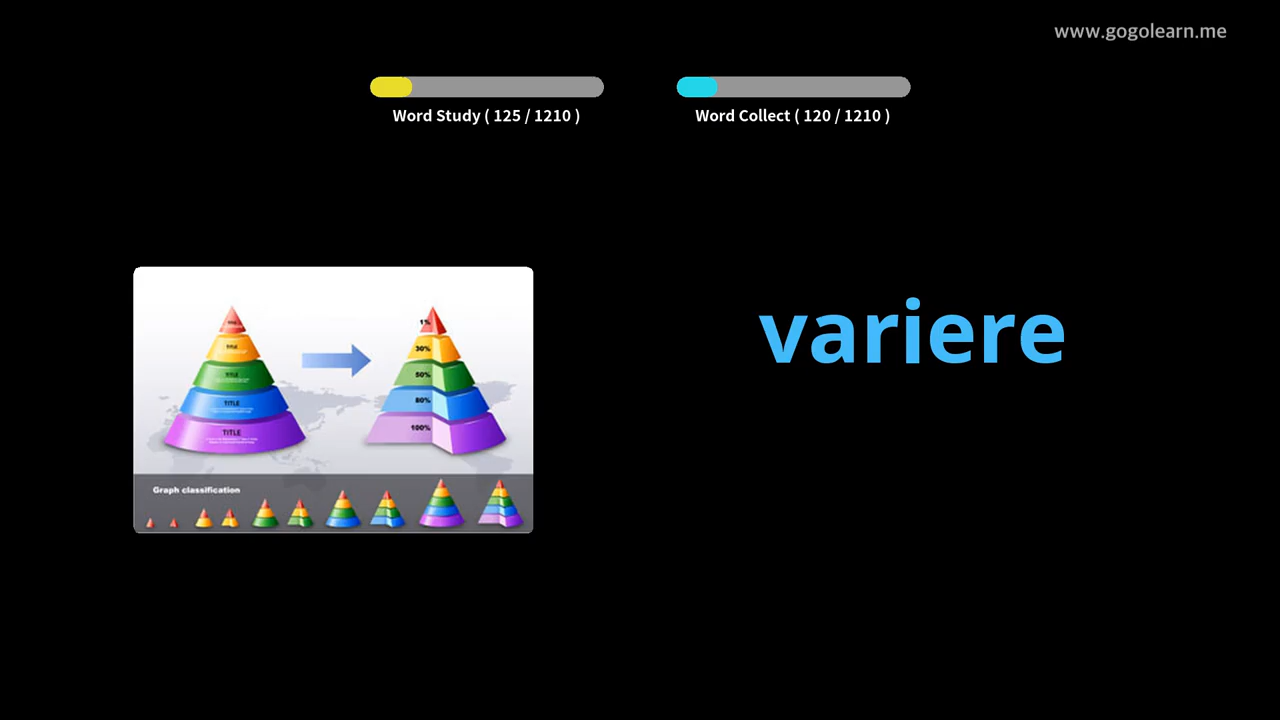 www.gogolearn.me
Word Study ( 125 / 1210 )
Word Collect ( 120 / 1210 )
variere
TITLE
TITLE
TITLE
TITLE
1%
30%
50%
80%
100%
Graph classification